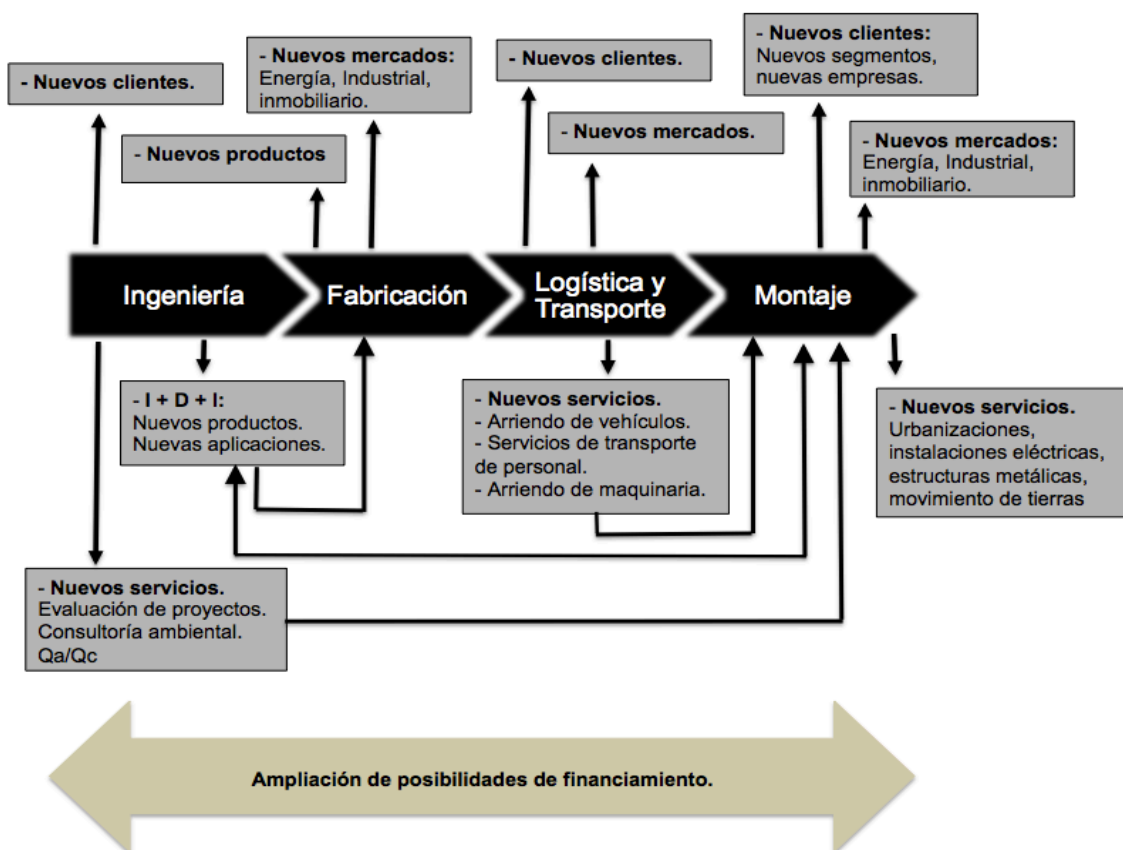 - Nuevos clientes.
- Nuevos mercados:
Energía, Industrial,
inmobiliario.
- Nuevos productos
- Nuevos clientes.
- Nuevos mercados.
- Nuevos clientes:
Nuevos segmentos,
nuevas empresas.
- Nuevos mercados:
Energía, Industrial,
inmobiliario.
Ingeniería
Fabricación
Logística y
Transporte
Montaje
- I + D + I:
Nuevos productos.
Nuevas aplicaciones.
- Nuevos servicios.
- Arriendo de vehículos.
- Servicios de transporte
de personal.
- Arriendo de maquinaria.
- Nuevos servicios.
Urbanizaciones,
instalaciones eléctricas,
estructuras metálicas,
movimiento de tierras
- Nuevos servicios.
Evaluación de proyectos.
Consultoría ambiental.
Qa/Qc
Ampliación de posibilidades de financiamiento.